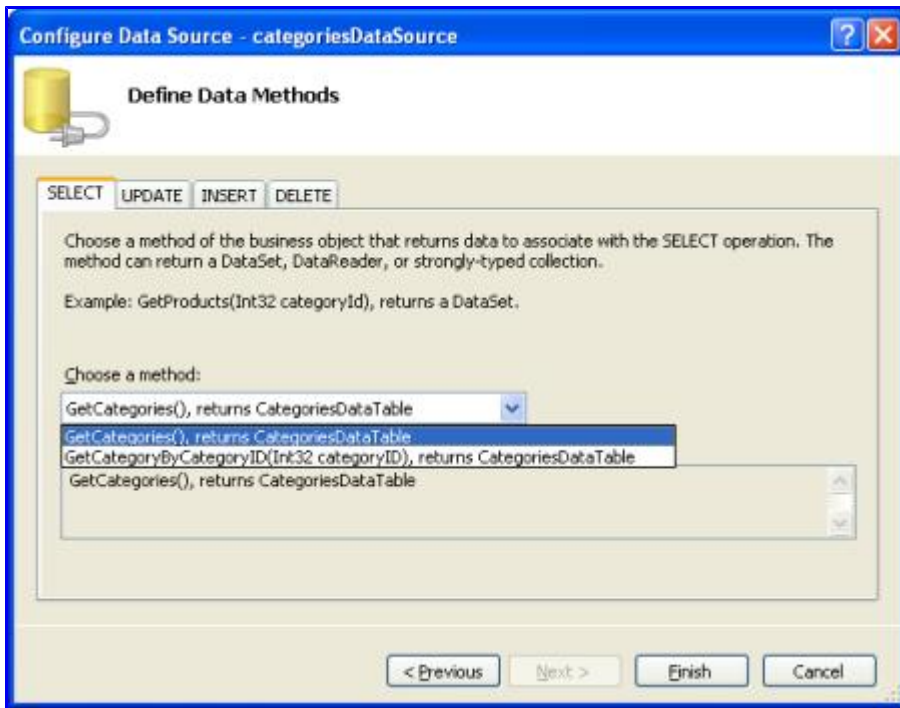 Configure Data Source - categoriesDataSource
Define Data Methods
SELECT UPDATE INSERT DELETE
Choose a method of the business object that returns data to associate with the SELECT operation. The
method can return a DataSet, DataReader, or strongly-typed collection.
Example: GetProducts(Int32 categoryId), returns a DataSet.
Choose a method:
GetCategories(), returns CategoriesDataTable
GetCategories(), returns CategoriesDataTable
GetCategoryByCategoryID(Int32 categoryID), returns CategoriesDataTable
GetCategories(), returns CategoriesDataTable
< Previous Next > Finish Cancel